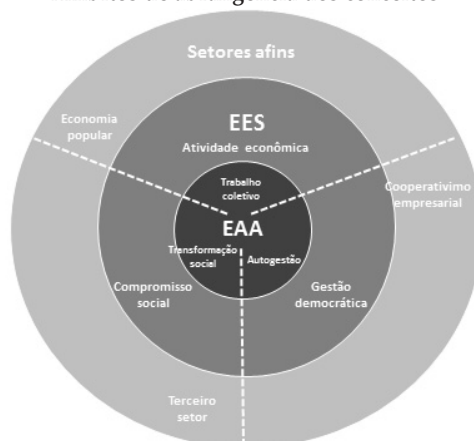 Setores afins
Economia
popular
EES
Atividade econômica
Trabalho
coletivo
Cooperativimo
empresarial
EAA
Transformação
social
Autogestão
Compromisso
social
Gestão
democrática
Terceiro
setor